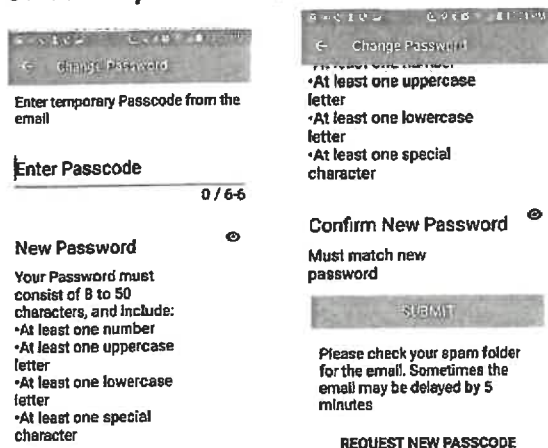 Change Password
Enter temporary Passcode from the
email
Enter Passcode
0 / 6-6
New Password
Your Password must
consist of 8 to 50
characters, and include:
•At least one number
•At least one uppercase
letter
•At least one lowercase
letter
•At least one special
character
Change Password
•At least one number
•At least one uppercase
letter
•At least one lowercase
letter
•At least one special
character
Confirm New Password
Must match new
password
SUBMIT
Please check your spam folder
for the email. Sometimes the
email may be delayed by 5
minutes
REQUEST NEW PASSCODE